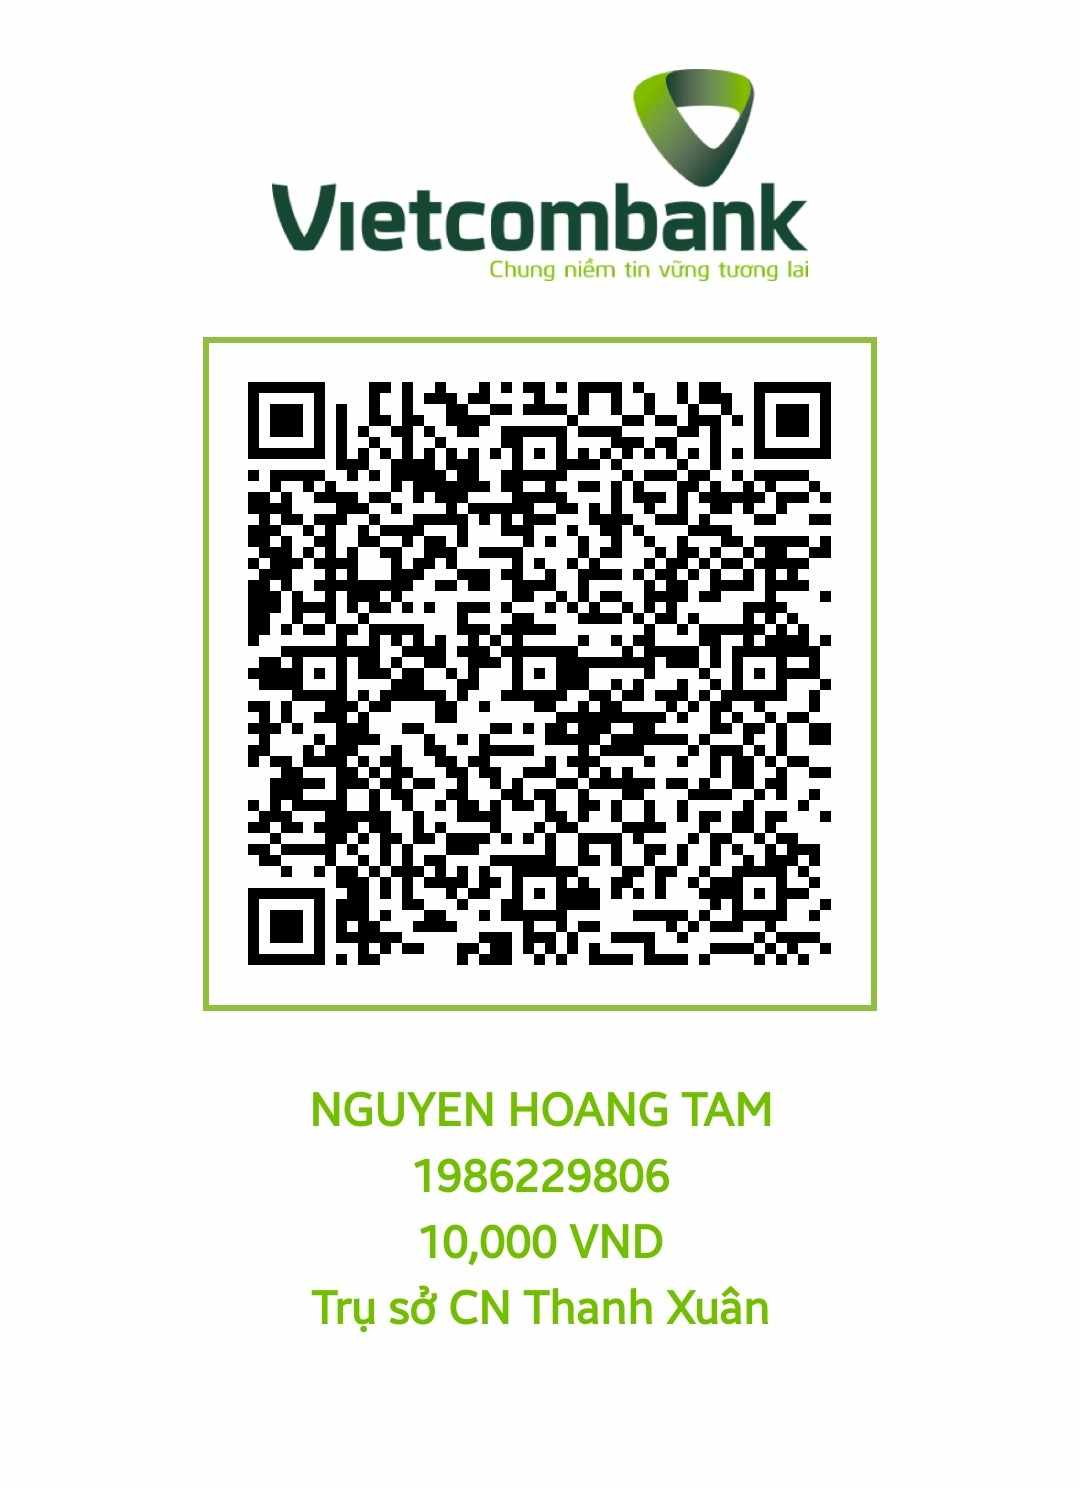 Vietcombank
Chung niềm tin vững tương lai
NGUYEN HOANG TAM
1986229806
10,000 VND
Trụ sở CN Thanh Xuân